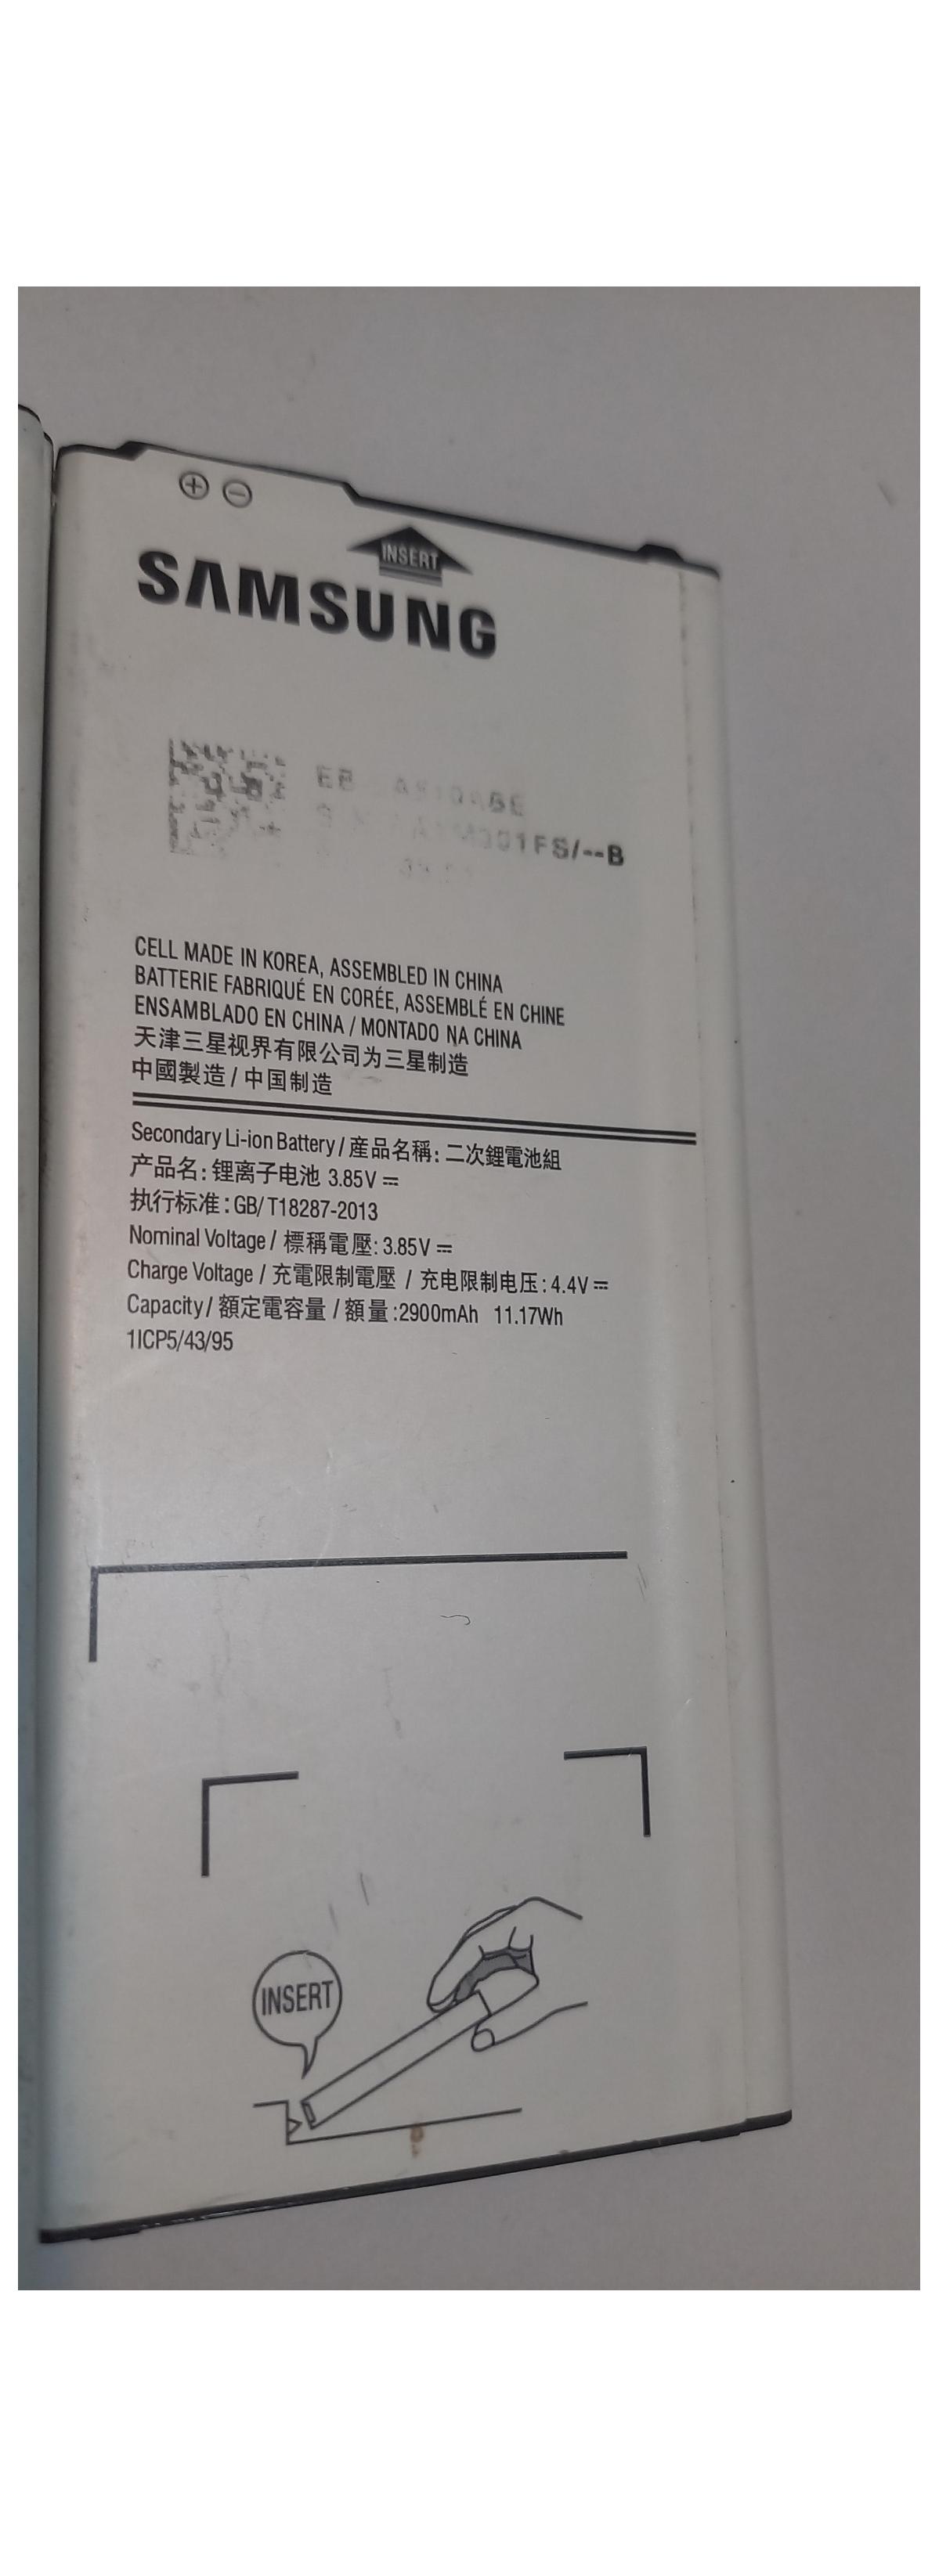 INSERT
SAMSUNG
EB
1FS/--B
CELL MADE IN KOREA, ASSEMBLED IN CHINA
BATTERIE FABRIQUÉ EN CORÉE, ASSEMBLÉ EN CHINE
ENSAMBLADO EN CHINA / MONTADO NA CHINA
天津三星视界有限公司为三星制造
中國製造 / 中国制造
Secondary Li-ion Battery / 産品名稱: 二次鋰電池組
产品名: 锂离子电池 3.85V ⎓
执行标准 : GB/T18287-2013
Nominal Voltage / 標稱電壓: 3.85V ⎓
Charge Voltage / 充電限制電壓 / 充电限制电压 : 4.4V ⎓
Capacity / 額定電容量 / 額量 :2900mAh 11.17Wh
1ICP5/43/95
INSERT